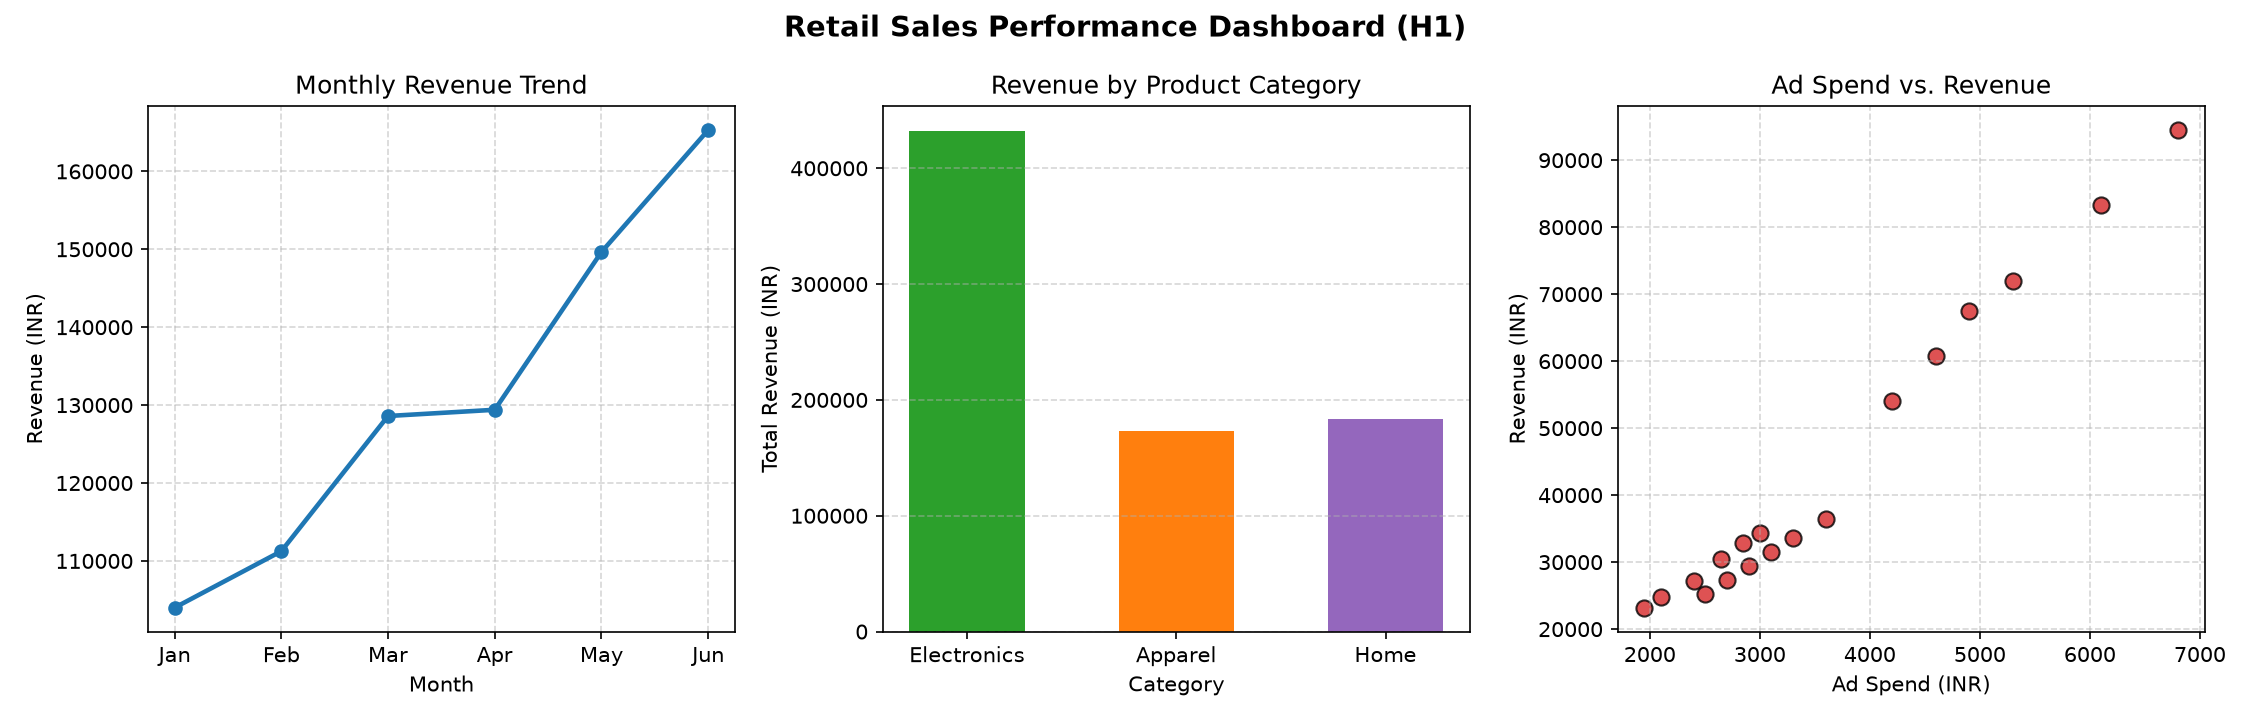 Retail Sales Performance Dashboard (H1)
Monthly Revenue Trend
Revenue (INR)
160000
150000
140000
130000
120000
110000
Jan Feb Mar Apr May Jun
Month
Revenue by Product Category
Total Revenue (INR)
400000
300000
200000
100000
0
Electronics Apparel Home
Category
Ad Spend vs. Revenue
Revenue (INR)
90000
80000
70000
60000
50000
40000
30000
20000
2000 3000 4000 5000 6000 7000
Ad Spend (INR)